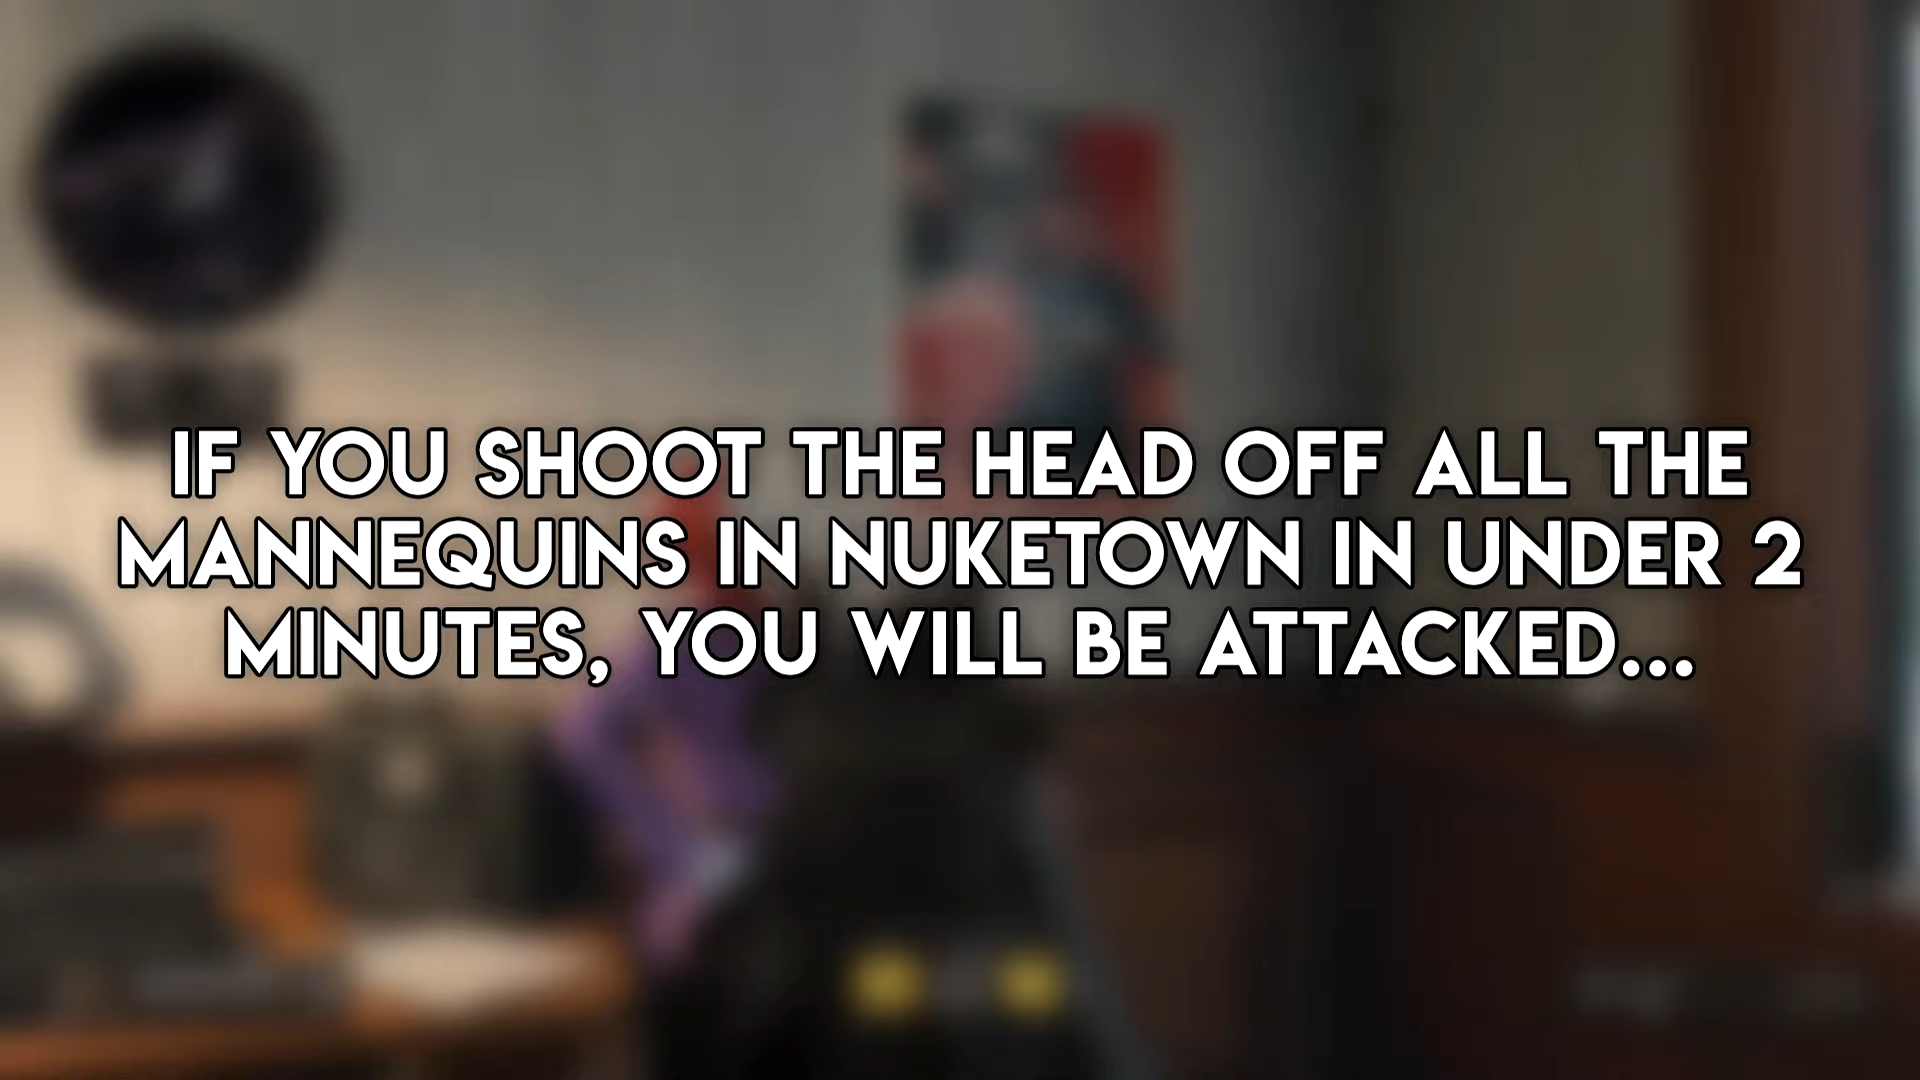 IF YOU SHOOT THE HEAD OFF ALL THE
MANNEQUINS IN NUKETOWN IN UNDER 2
MINUTES, YOU WILL BE ATTACKED...